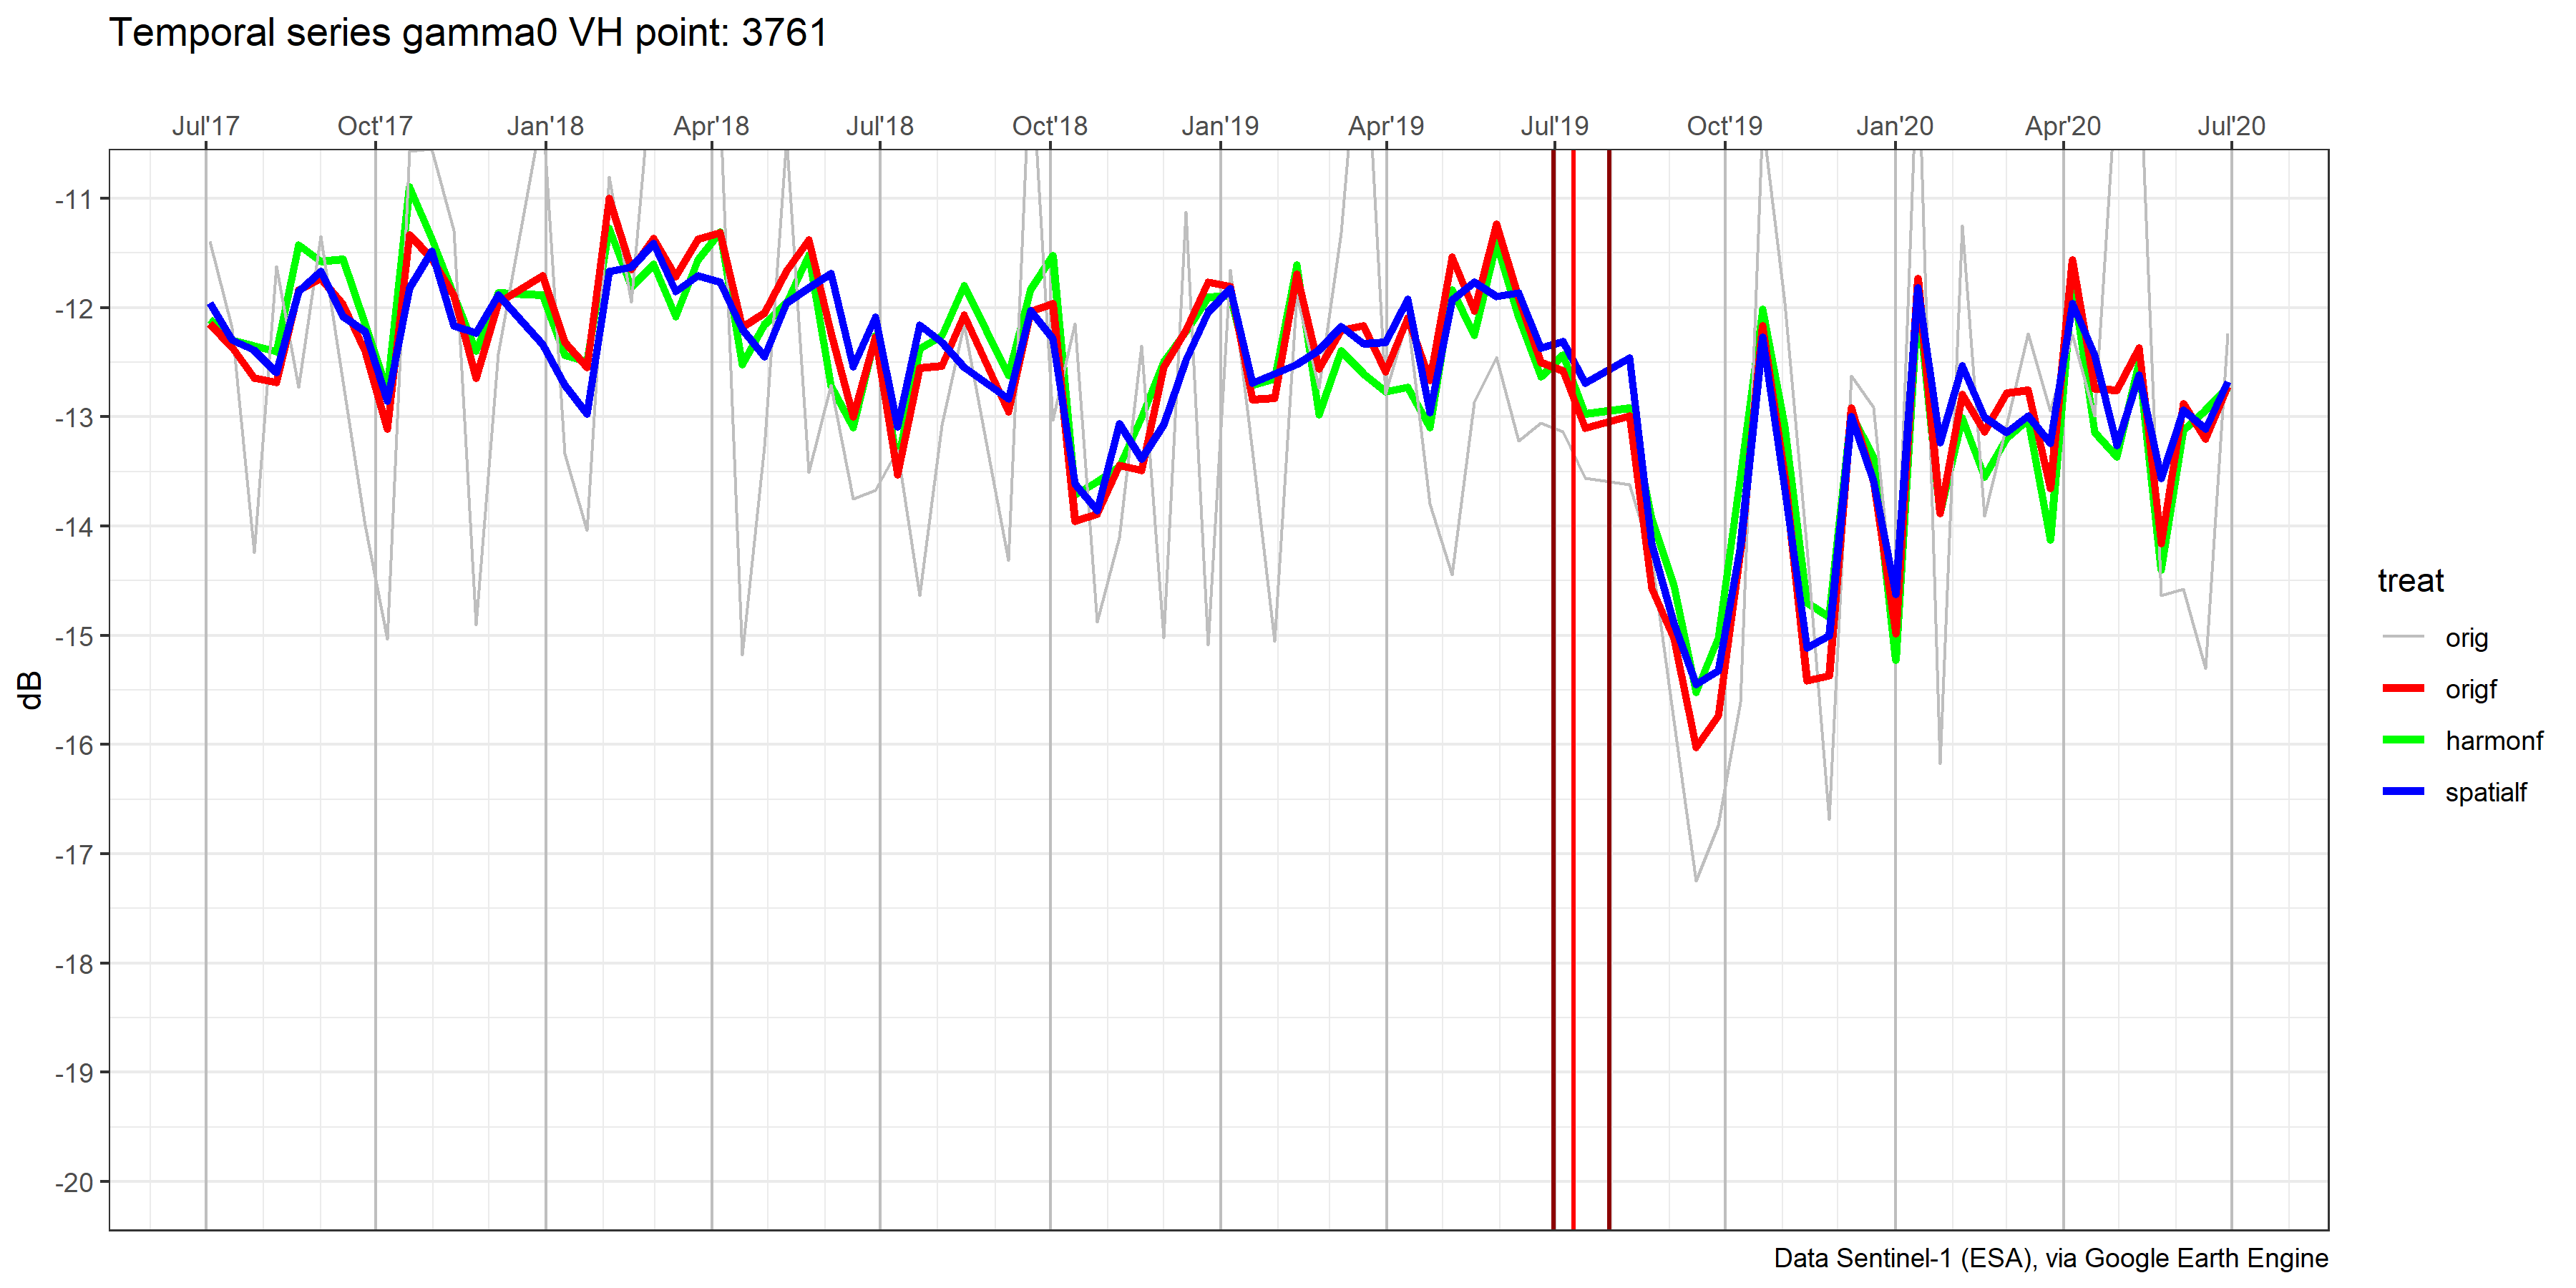 Temporal series gamma0 VH point: 3761
Jul'17 Oct'17 Jan'18 Apr'18 Jul'18 Oct'18 Jan'19 Apr'19 Jul'19 Oct'19 Jan'20 Apr'20 Jul'20
-11
-12
-13
-14
-15
-16
-17
-18
-19
-20
dB
treat
orig
origf
harmonf
spatialf
Data Sentinel-1 (ESA), via Google Earth Engine